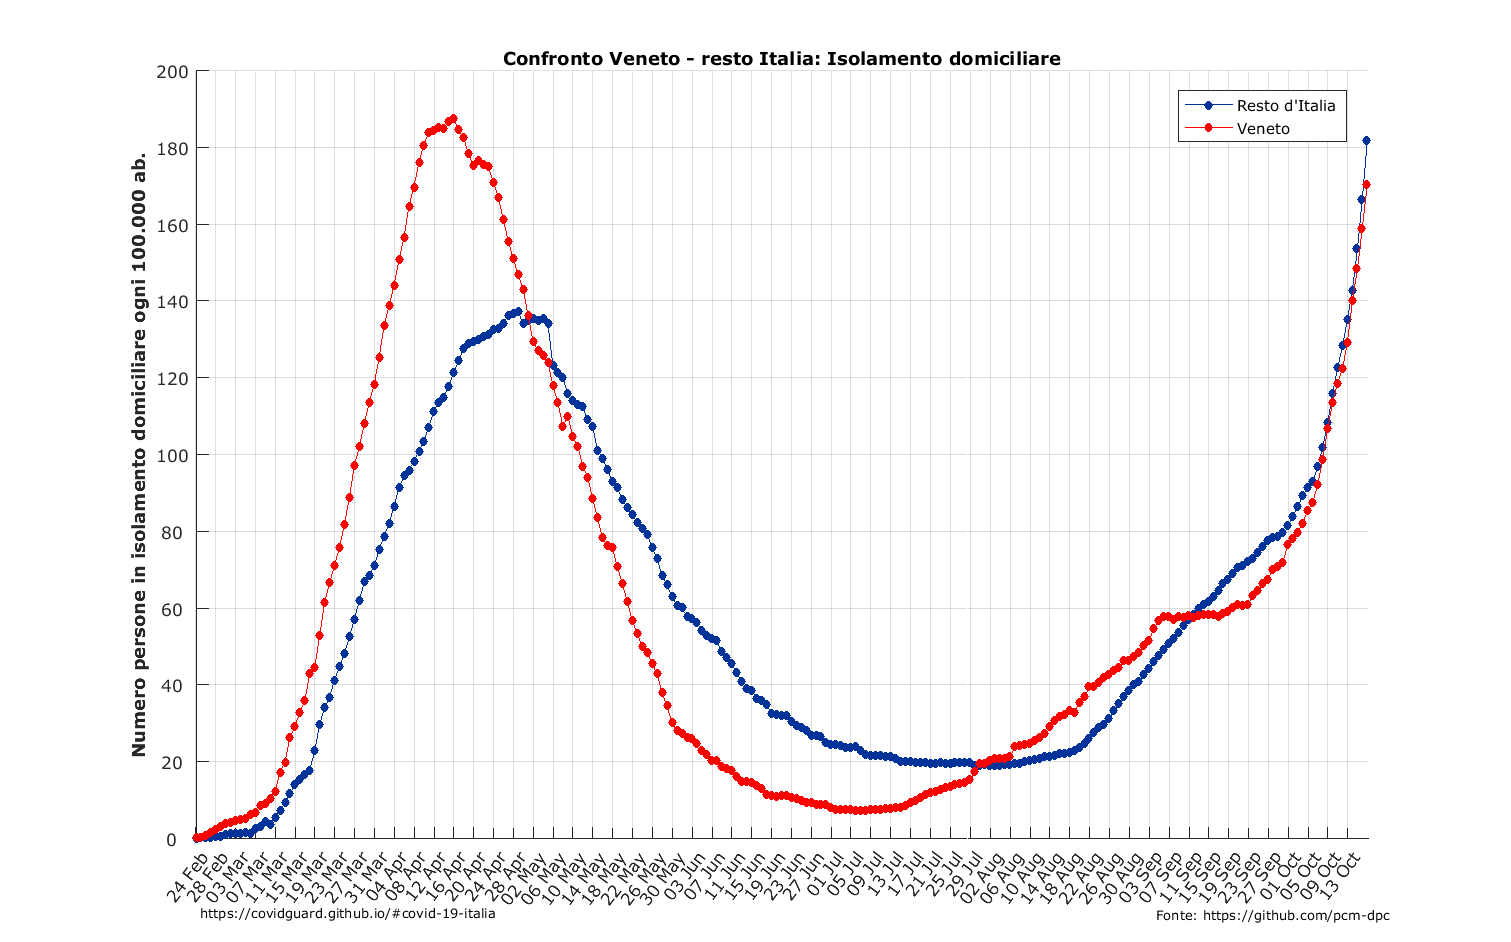 Confronto Veneto - resto Italia: Isolamento domiciliare
Numero persone in isolamento domiciliare ogni 100.000 ab.
200
180
160
140
120
100
80
60
40
20
0
Resto d'Italia
Veneto
24 Feb
28 Feb
03 Mar
07 Mar
11 Mar
15 Mar
19 Mar
23 Mar
27 Mar
31 Mar
04 Apr
08 Apr
12 Apr
16 Apr
20 Apr
24 Apr
28 Apr
02 May
06 May
10 May
14 May
18 May
22 May
26 May
30 May
03 Jun
07 Jun
11 Jun
15 Jun
19 Jun
23 Jun
27 Jun
01 Jul
05 Jul
09 Jul
13 Jul
17 Jul
21 Jul
25 Jul
29 Jul
02 Aug
06 Aug
10 Aug
14 Aug
18 Aug
22 Aug
26 Aug
30 Aug
03 Sep
07 Sep
11 Sep
15 Sep
19 Sep
23 Sep
27 Sep
01 Oct
05 Oct
09 Oct
13 Oct
https://covidguard.github.io/#covid-19-italia
Fonte: https://github.com/pcm-dpc